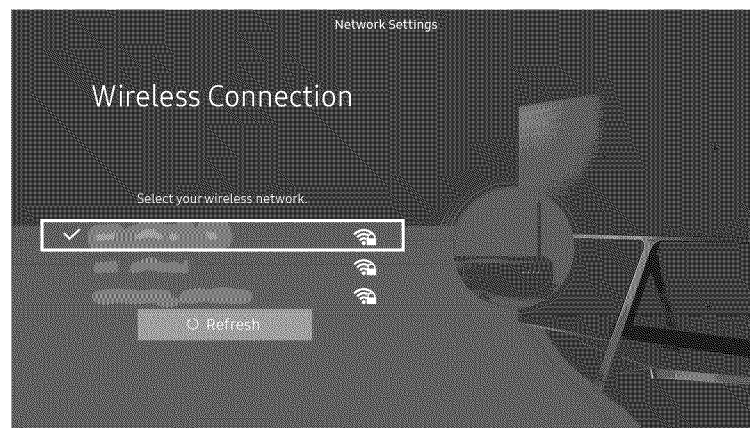 Network Settings
Wireless Connection
Select your wireless network.
Refresh